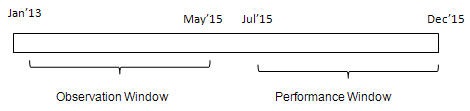 Jan'13 May'15 Jul'15 Dec'15
Observation Window Performance Window